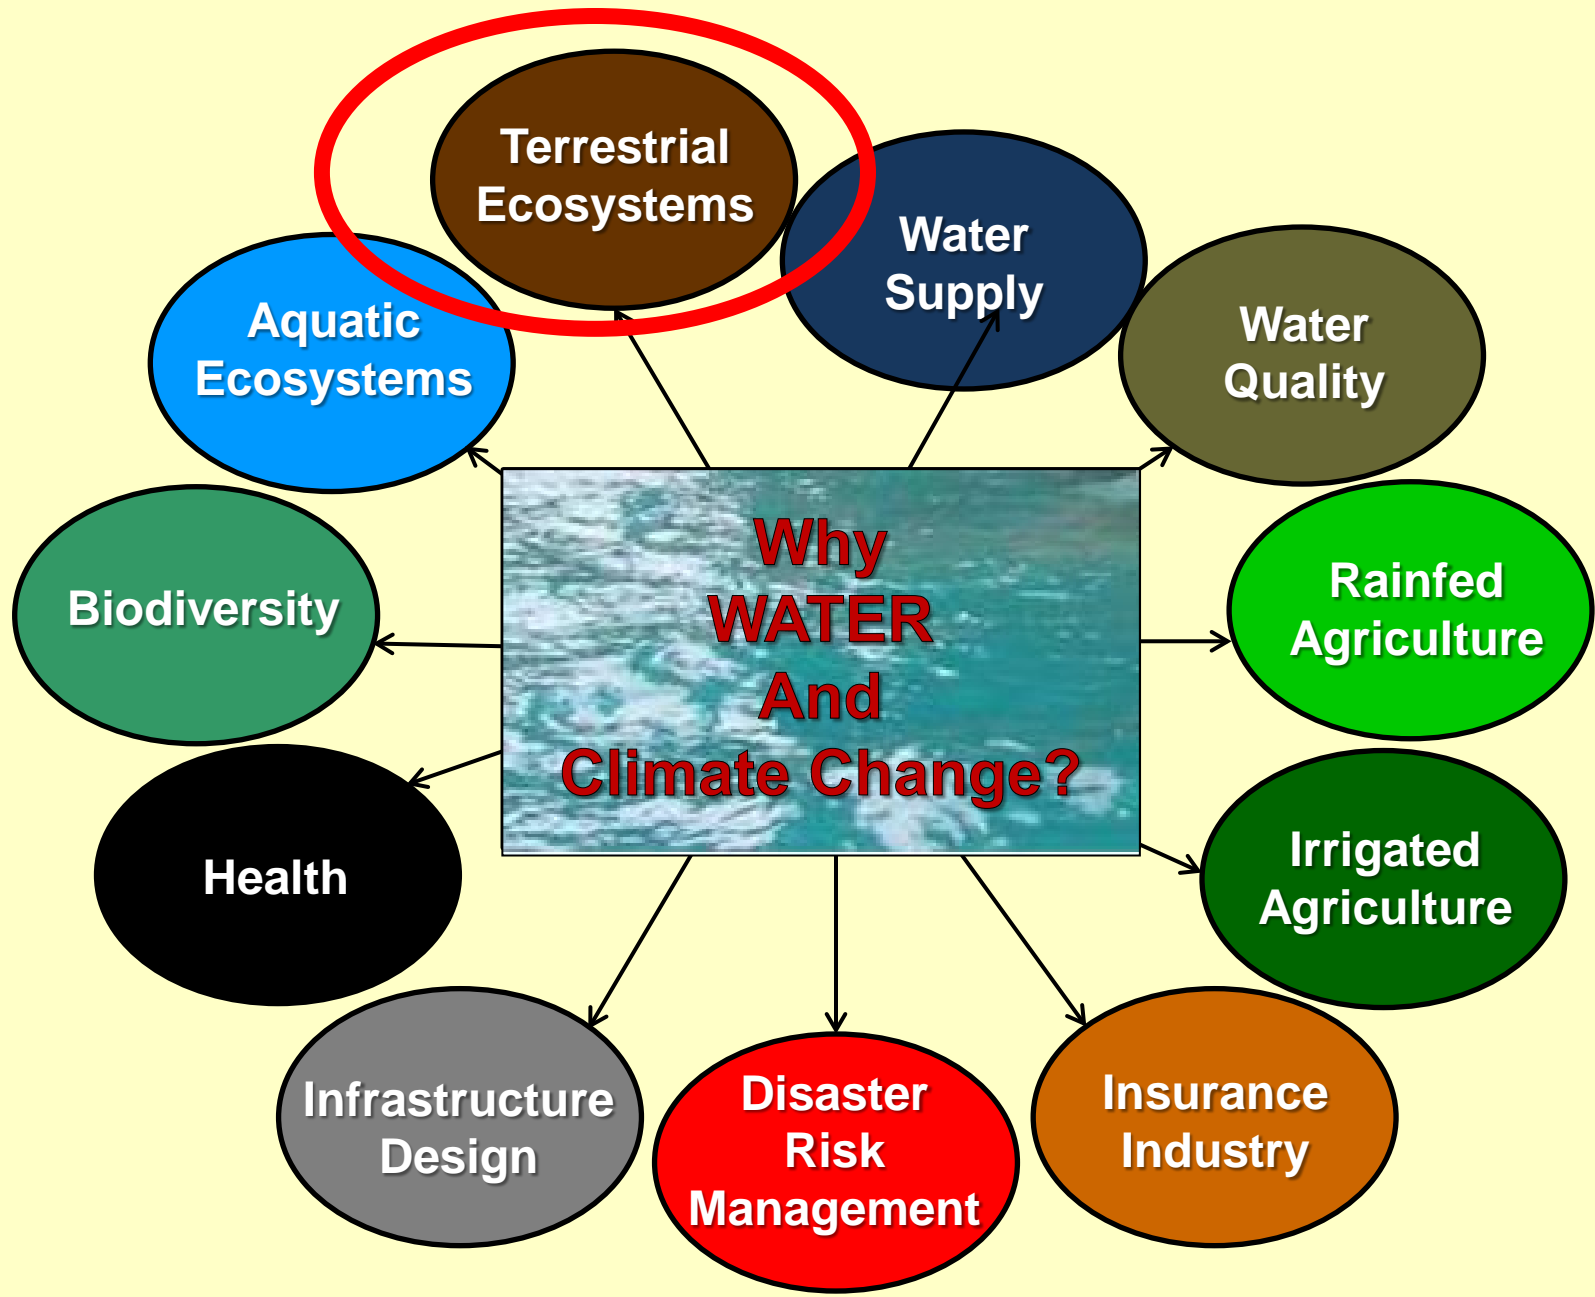 Terrestrial
Ecosystems
Water
Supply
Water
Quality
Aquatic
Ecosystems
Why
WATER
And
Climate Change?
Biodiversity
Rainfed
Agriculture
Health
Irrigated
Agriculture
Infrastructure
Design
Disaster
Risk
Management
Insurance
Industry